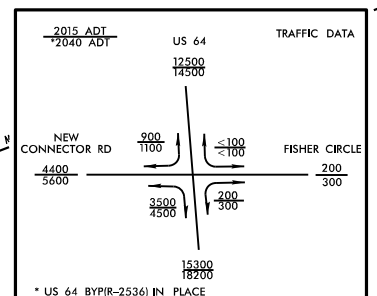 2015 ADT
*2040 ADT
TRAFFIC DATA
US 64
12500
14500
NEW
CONNECTOR RD
900
1100
<100
<100
FISHER CIRCLE
4400
5600
200
300
3500
4500
200
300
15300
18200
* US 64 BYP(R-2536) IN PLACE
N